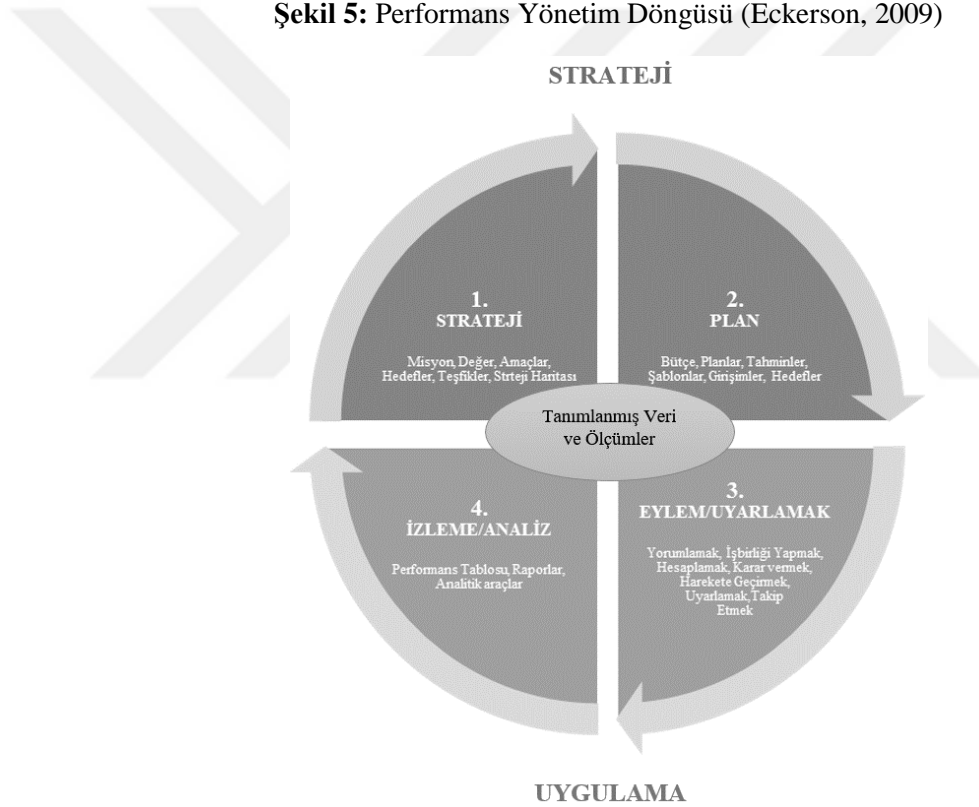 Şekil 5: Performans Yönetim Döngüsü (Eckerson, 2009)
STRATEJİ
1.
STRATEJİ
Misyon, Değer, Amaçlar,
Hedefler, Teşfikler, Strteji Haritası
2.
PLAN
Bütçe, Planlar, Tahminler,
Şablonlar, Girişimler, Hedefler
Tanımlanmış Veri
ve Ölçümler
4.
İZLEME/ANALİZ
Performans Tablosu, Raporlar,
Analitik araçlar
3.
EYLEM/UYARLAMAK
Yorumlamak, İşbirliği Yapmak,
Hesaplamak, Karar vermek,
Harekete Geçirmek,
Uyarlamak,Takip
Etmek
UYGULAMA